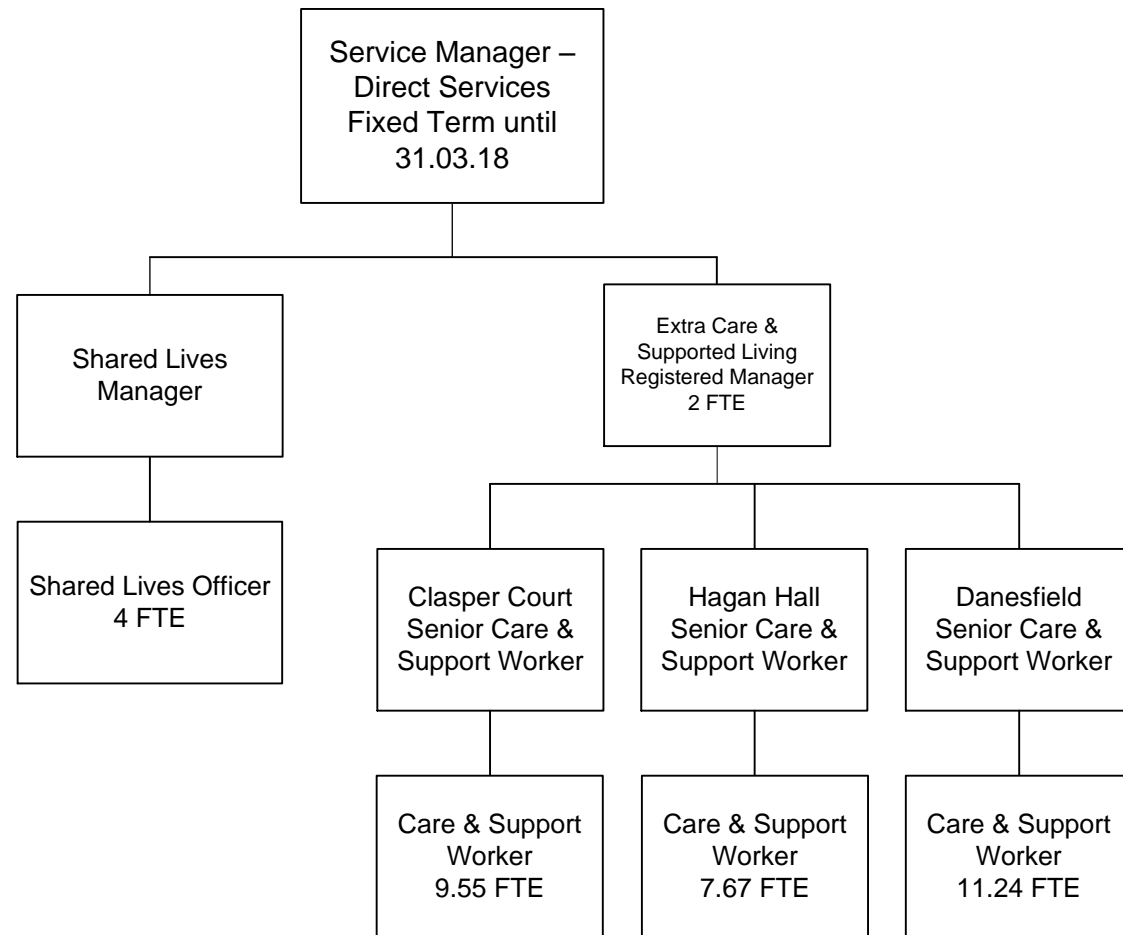 Service Manager –
Direct Services
Fixed Term until
31.03.18
Shared Lives
Manager
Extra Care &
Supported Living
Registered Manager
2 FTE
Shared Lives Officer
4 FTE
Clasper Court
Senior Care &
Support Worker
Hagan Hall
Senior Care &
Support Worker
Danesfield
Senior Care &
Support Worker
Care & Support
Worker
9.55 FTE
Care & Support
Worker
7.67 FTE
Care & Support
Worker
11.24 FTE